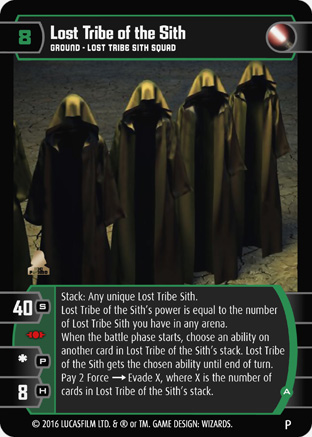 8 Lost Tribe of the Sith
GROUND - LOST TRIBE SITH SQUAD
40 S
* P
8 H
Stack: Any unique Lost Tribe Sith.
Lost Tribe of the Sith's power is equal to the number
of Lost Tribe Sith you have in any arena.
When the battle phase starts, choose an ability on
another card in Lost Tribe of the Sith's stack. Lost Tribe
of the Sith gets the chosen ability until end of turn.
Pay 2 Force → Evade X, where X is the number of
cards in Lost Tribe of the Sith's stack.
A
© 2016 LUCASFILM LTD. & ® or TM. GAME DESIGN: WIZARDS. P